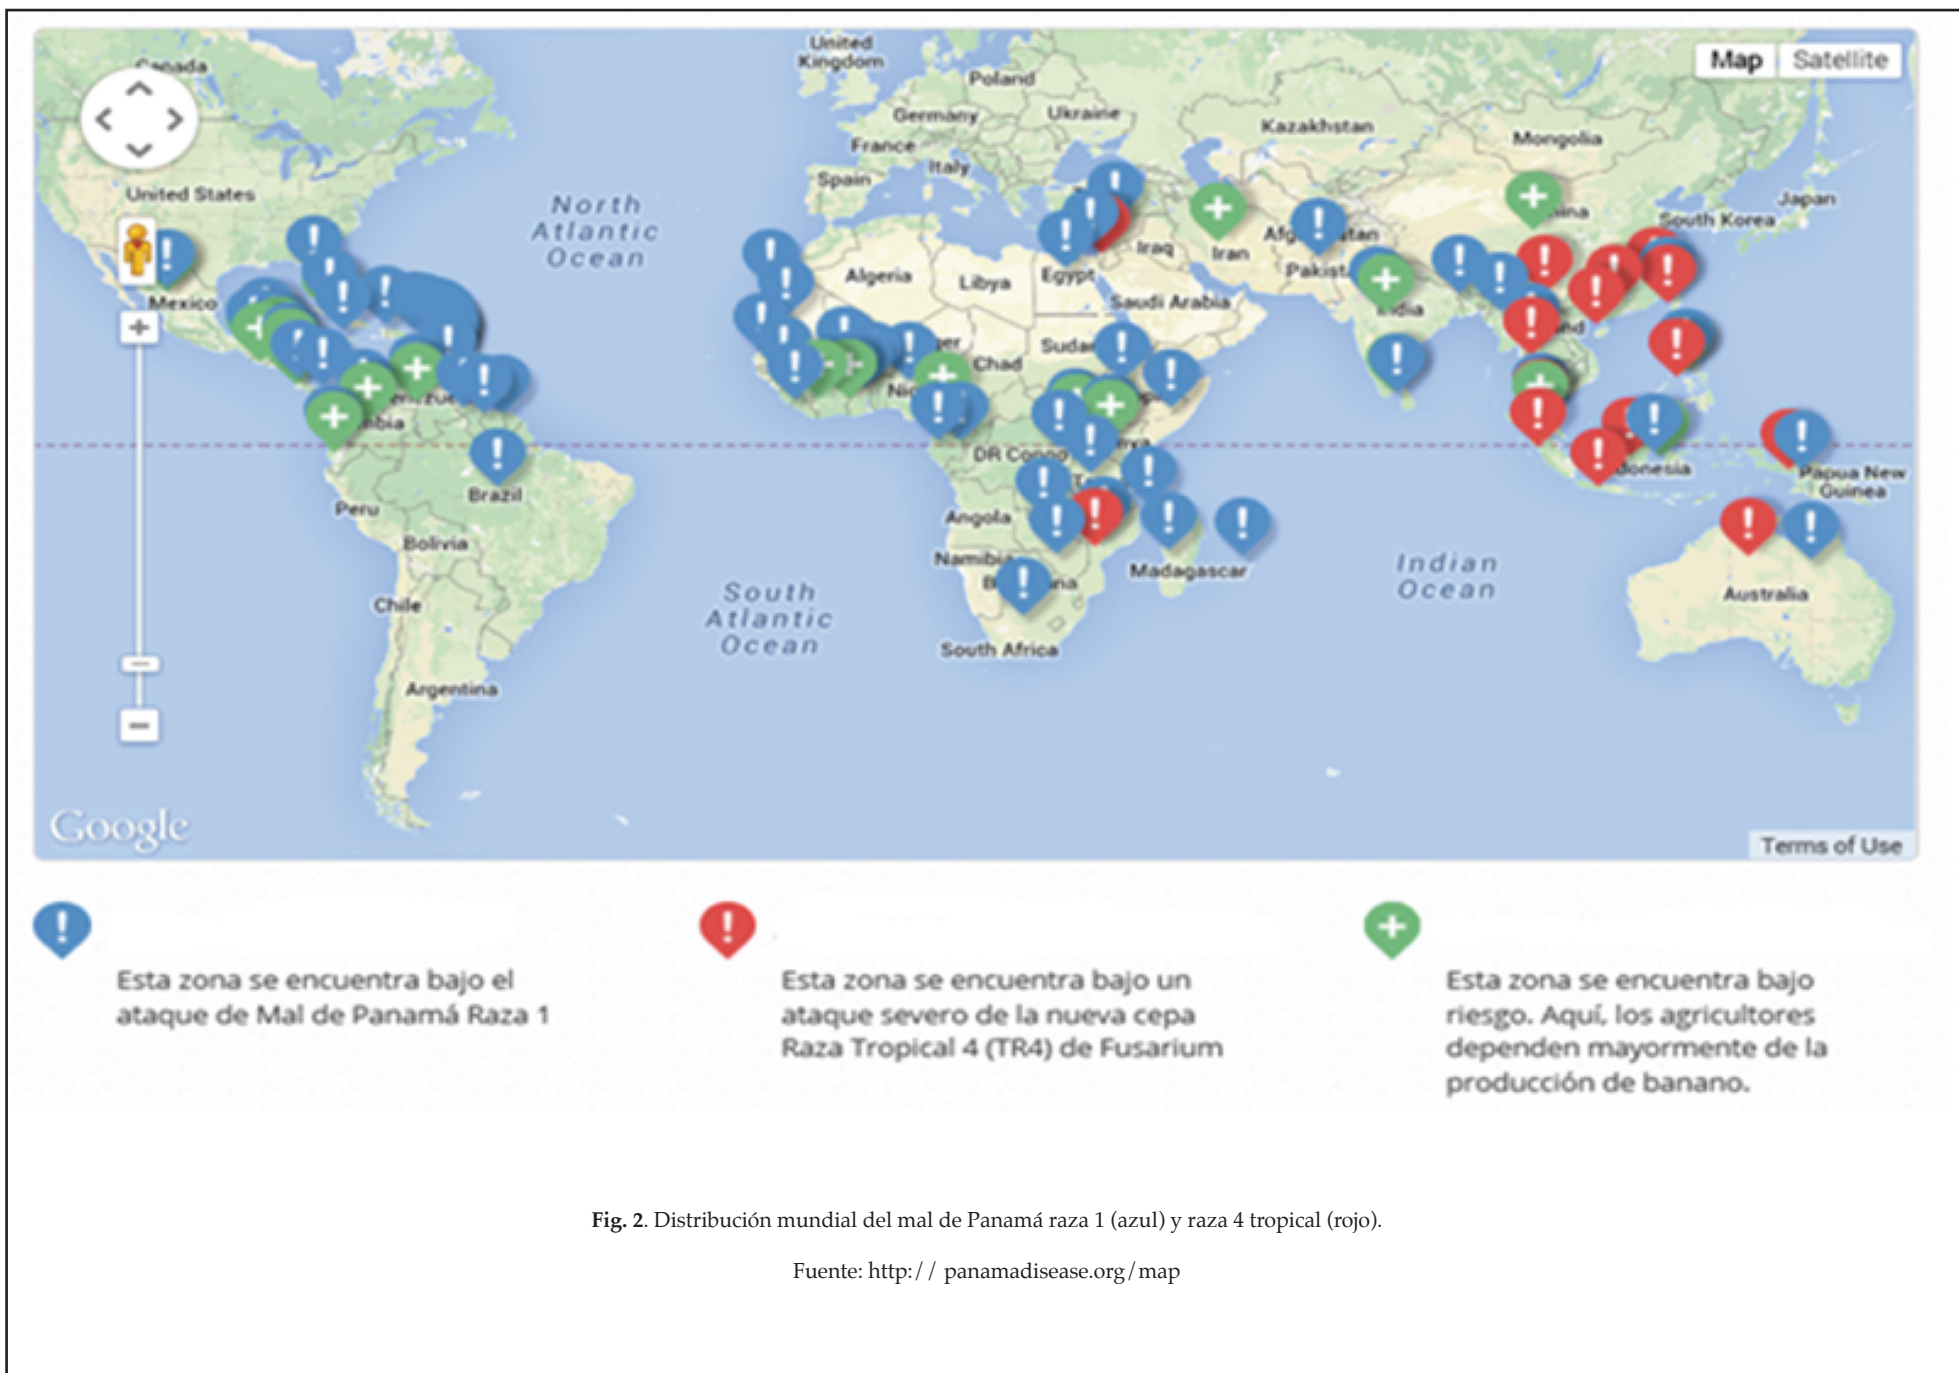 United
Kingdom
Canada
Poland
Map
Satellite
Germany
Ukraine
Kazakhstan
Mongolia
France
Italy
Spain
United States
Japan
South Korea
North
Atlantic
Ocean
Iraq
Iran
Algeria
Libya
Egypt
Saudi Arabia
Mexico
Chad
DR Congo
Brazil
Peru
Papua New
Guinea
Angola
Bolivia
Madagascar
Indian
Ocean
South
Atlantic
Ocean
Chile
Australia
South Africa
Argentina
Google
Terms of Use
Esta zona se encuentra bajo el
ataque de Mal de Panamá Raza 1
Esta zona se encuentra bajo un
ataque severo de la nueva cepa
Raza Tropical 4 (TR4) de Fusarium
Esta zona se encuentra bajo
riesgo. Aquí, los agricultores
dependen mayormente de la
producción de banano.
Fig. 2. Distribución mundial del mal de Panamá raza 1 (azul) y raza 4 tropical (rojo).
Fuente: http:// panamadisease.org/map